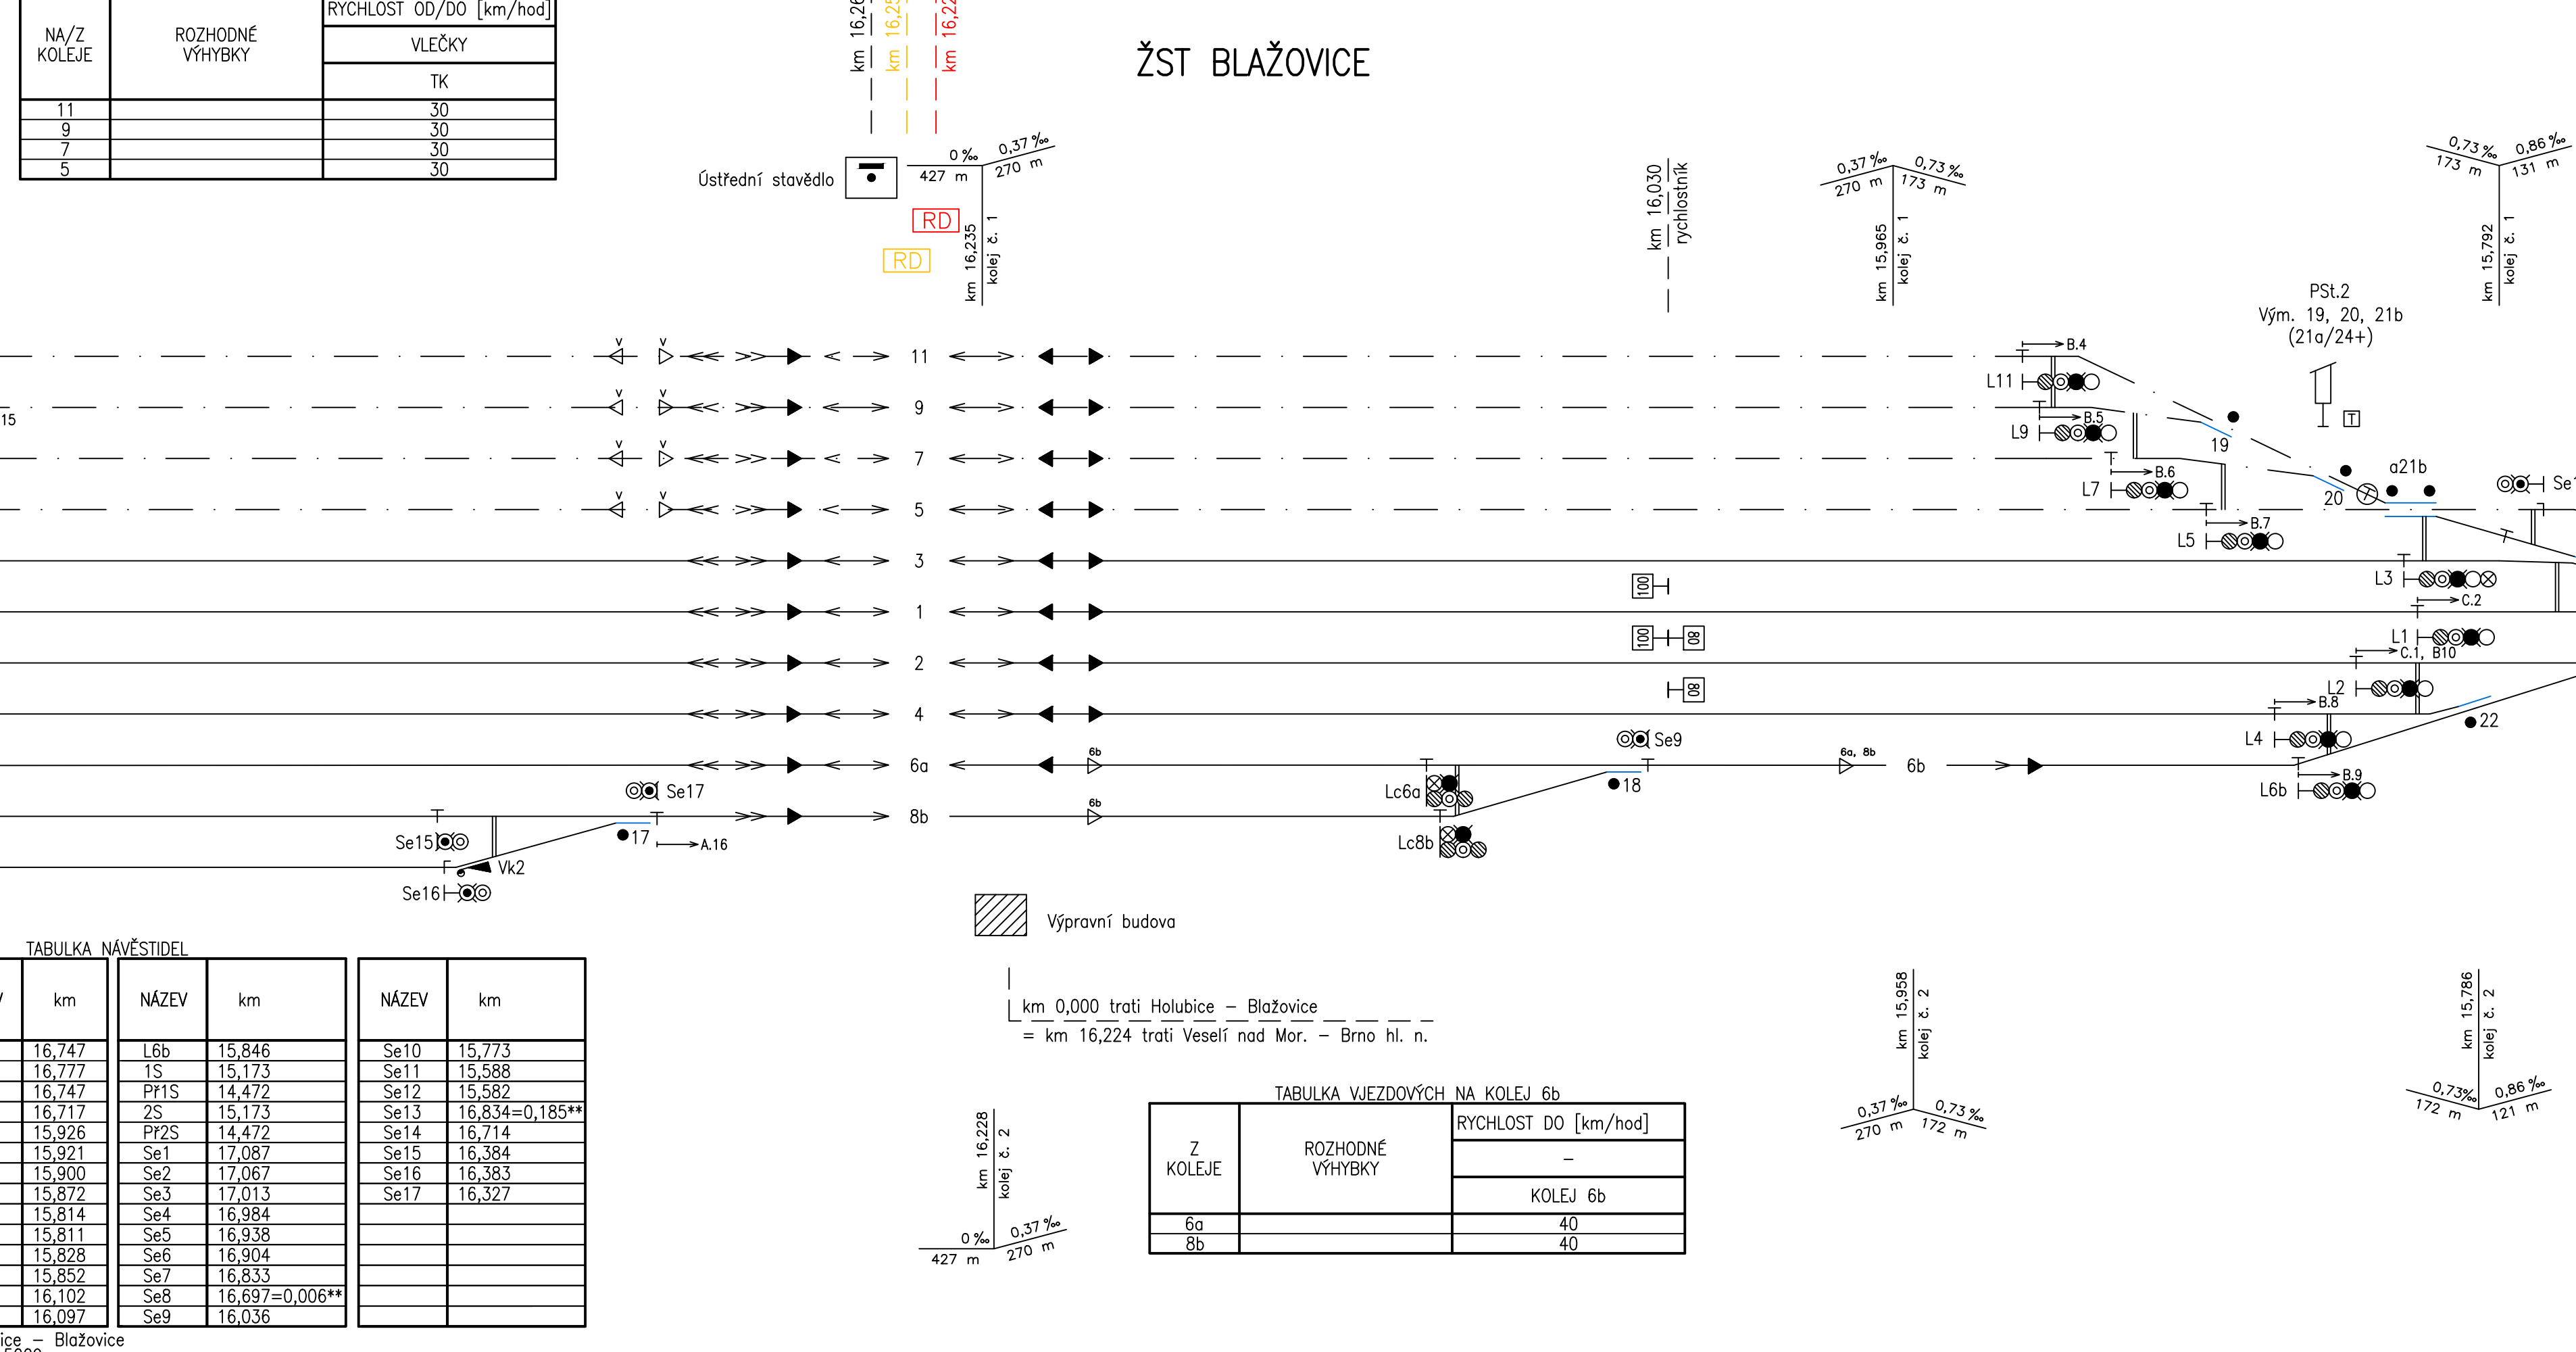 RYCHLOST OD/DO [km/hod]
NA/Z
KOLEJE
ROZHODNÉ
VÝHYBKY
VLEČKY
TK
11 30
9 30
7 30
5 30
km 16,26
km 16,25
km 16,22
ŽST BLAŽOVICE
Ústřední stavědlo
RD
RD
0‰ 0,37‰
427 m 270 m
km 16,235
kolej č. 1
km 16,030
rychlostník
0,37‰ 0,73‰
270 m 173 m
km 15,965
kolej č. 1
0,73‰ 0,86‰
173 m 131 m
km 15,792
kolej č. 1
PSt.2
Vým. 19, 20, 21b
(21a/24+)
T
v v 11 B.4
L11
v v 9 B.5
15
L9
19
v v 7 B.6
L7
20
a21b
v v 5 B.7
L5
3
L3
100
1 C.2
L1
100 80
2 C.1, B10
L2
80
4 B.8
L4
22
Se9
6a 6b 6a, 8b 6b B.9
L6b
Lc6a
18
Se17
8b 6b
Lc8b
Se15
17
A.16
Vk2
Se16
Výpravní budova
km 0,000 trati Holubice – Blažovice
= km 16,224 trati Veselí nad Mor. – Brno hl. n.
TABULKA NÁVĚSTIDEL
km NÁZEV km NÁZEV km
16,747 L6b 15,846 Se10 15,773
16,777 1S 15,173 Se11 15,588
16,747 Př1S 14,472 Se12 15,582
16,717 2S 15,173 Se13 16,834=0,185**
15,926 Př2S 14,472 Se14 16,714
15,921 Se1 17,087 Se15 16,384
15,900 Se2 17,067 Se16 16,383
15,872 Se3 17,013 Se17 16,327
15,814 Se4 16,984
15,811 Se5 16,938
15,828 Se6 16,904
15,852 Se7 16,833
16,102 Se8 16,697=0,006**
16,097 Se9 16,036
ice – Blažovice
km 16,228
kolej č. 2
0‰ 0,37‰
427 m 270 m
TABULKA VJEZDOVÝCH NA KOLEJ 6b
Z
KOLEJE
ROZHODNÉ
VÝHYBKY
RYCHLOST DO [km/hod]
–
KOLEJ 6b
6a 40
8b 40
km 15,958
kolej č. 2
0,37‰ 0,73‰
270 m 172 m
km 15,786
kolej č. 2
0,73‰ 0,86‰
172 m 121 m